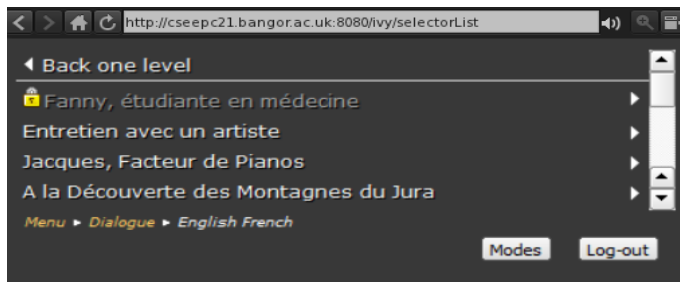 http://cseepc21.bangor.ac.uk:8080/ivy/selectorList
Back one level
Fanny, étudiante en médecine
Entretien avec un artiste
Jacques, Facteur de Pianos
A la Découverte des Montagnes du Jura
Menu ▸ Dialogue ▸ English French
Modes Log-out